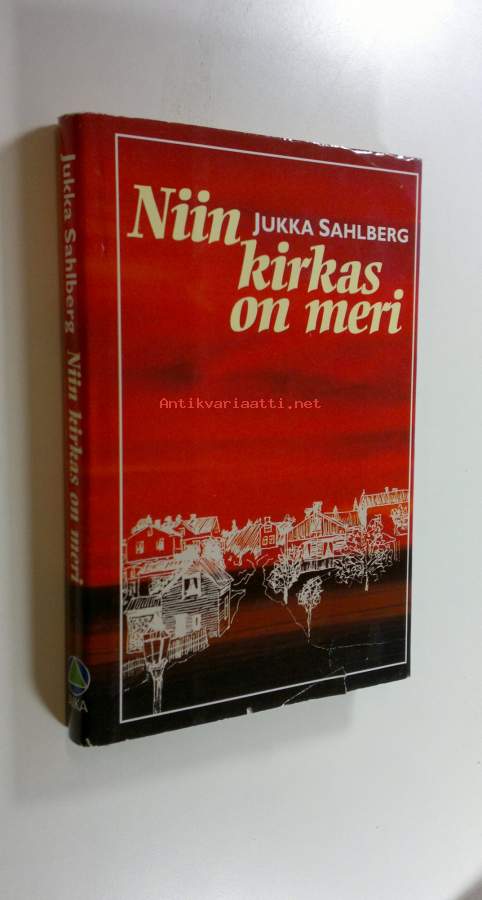 Niin
JUKKA SAHLBERG
kirkas
on meri
Antikvariaatti.net
Jukka Sahlberg Niin kirkas on meri